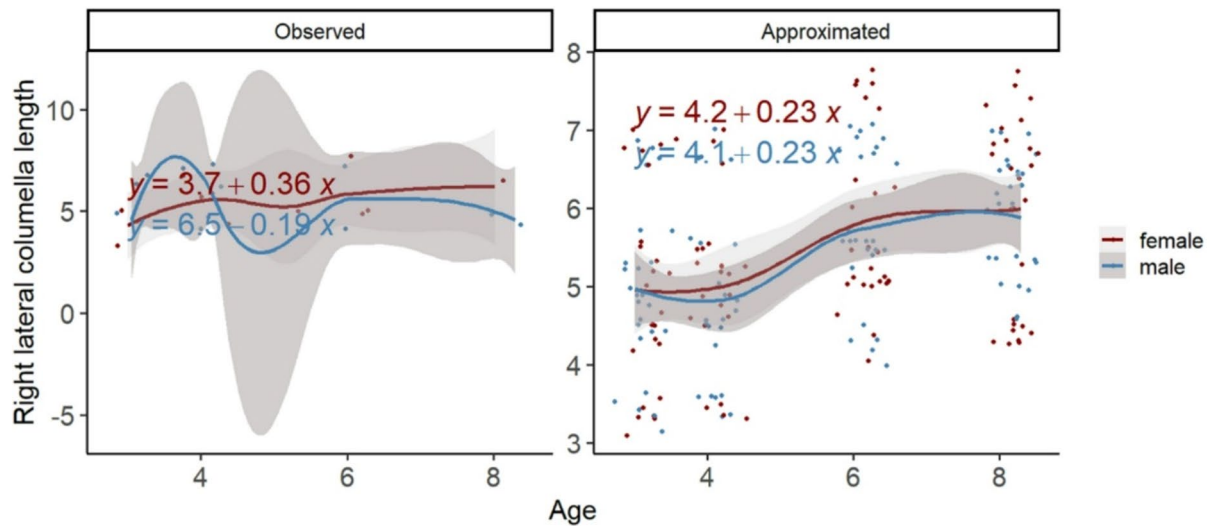 Observed
Approximated
Right lateral columella length
10
5
0
-5
y = 3.7 + 0.36 x
y = 6.5 − 0.19 x
4
6
8
8
7
6
5
4
3
y = 4.2 + 0.23 x
y = 4.1 + 0.23 x
4
6
8
Age
female
male